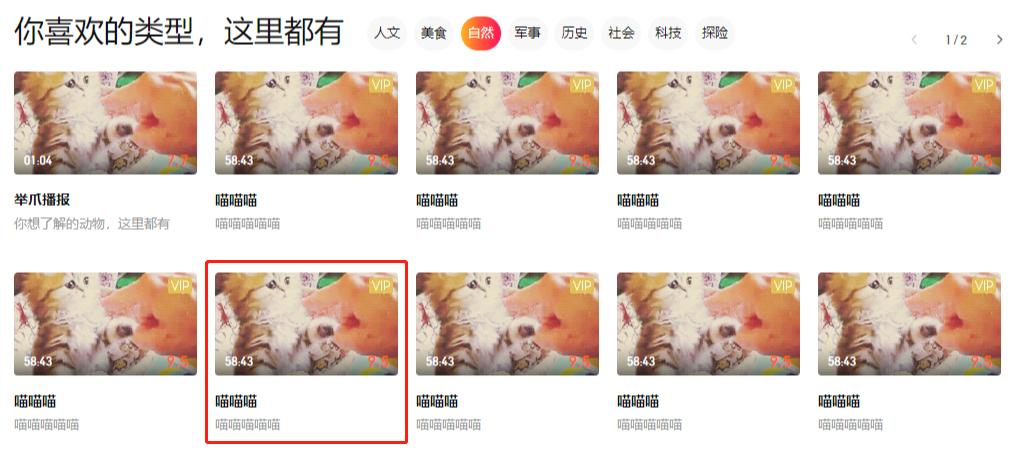 你喜欢的类型，这里都有 人文 美食 自然 军事 历史 社会 科技 探险 1 / 2
VIP VIP VIP VIP
01:04 7.7 58:43 9.5 58:43 9.5 58:43 9.5 58:43 9.5
举爪播报 喵喵喵 喵喵喵 喵喵喵 喵喵喵
你想了解的动物，这里都有 喵喵喵喵喵 喵喵喵喵喵 喵喵喵喵喵 喵喵喵喵喵
VIP VIP VIP VIP VIP
58:43 9.5 58:43 9.5 58:43 9.5 58:43 9.5 58:43 9.5
喵喵喵 喵喵喵 喵喵喵 喵喵喵 喵喵喵
喵喵喵喵喵 喵喵喵喵喵 喵喵喵喵喵 喵喵喵喵喵 喵喵喵喵喵